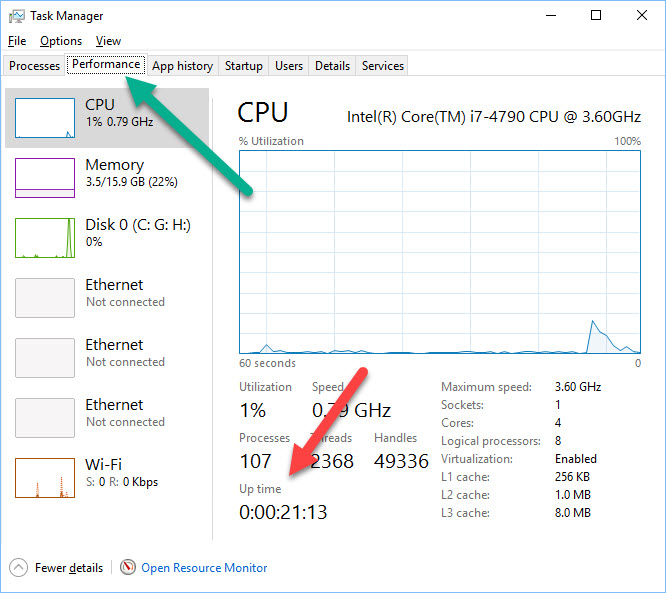 Task Manager
File Options View
Processes Performance App history Startup Users Details Services
CPU
1% 0.79 GHz
Memory
3.5/15.9 GB (22%)
Disk 0 (C: G: H:)
0%
Ethernet
Not connected
Ethernet
Not connected
Ethernet
Not connected
Wi-Fi
S: 0 R: 0 Kbps
CPU Intel(R) Core(TM) i7-4790 CPU @ 3.60GHz
% Utilization 100%
60 seconds 0
Utilization Speed
1% 0.79 GHz
Processes Threads Handles
107 2368 49336
Up time
0:00:21:13
Maximum speed: 3.60 GHz
Sockets: 1
Cores: 4
Logical processors: 8
Virtualization: Enabled
L1 cache: 256 KB
L2 cache: 1.0 MB
L3 cache: 8.0 MB
Fewer details Open Resource Monitor